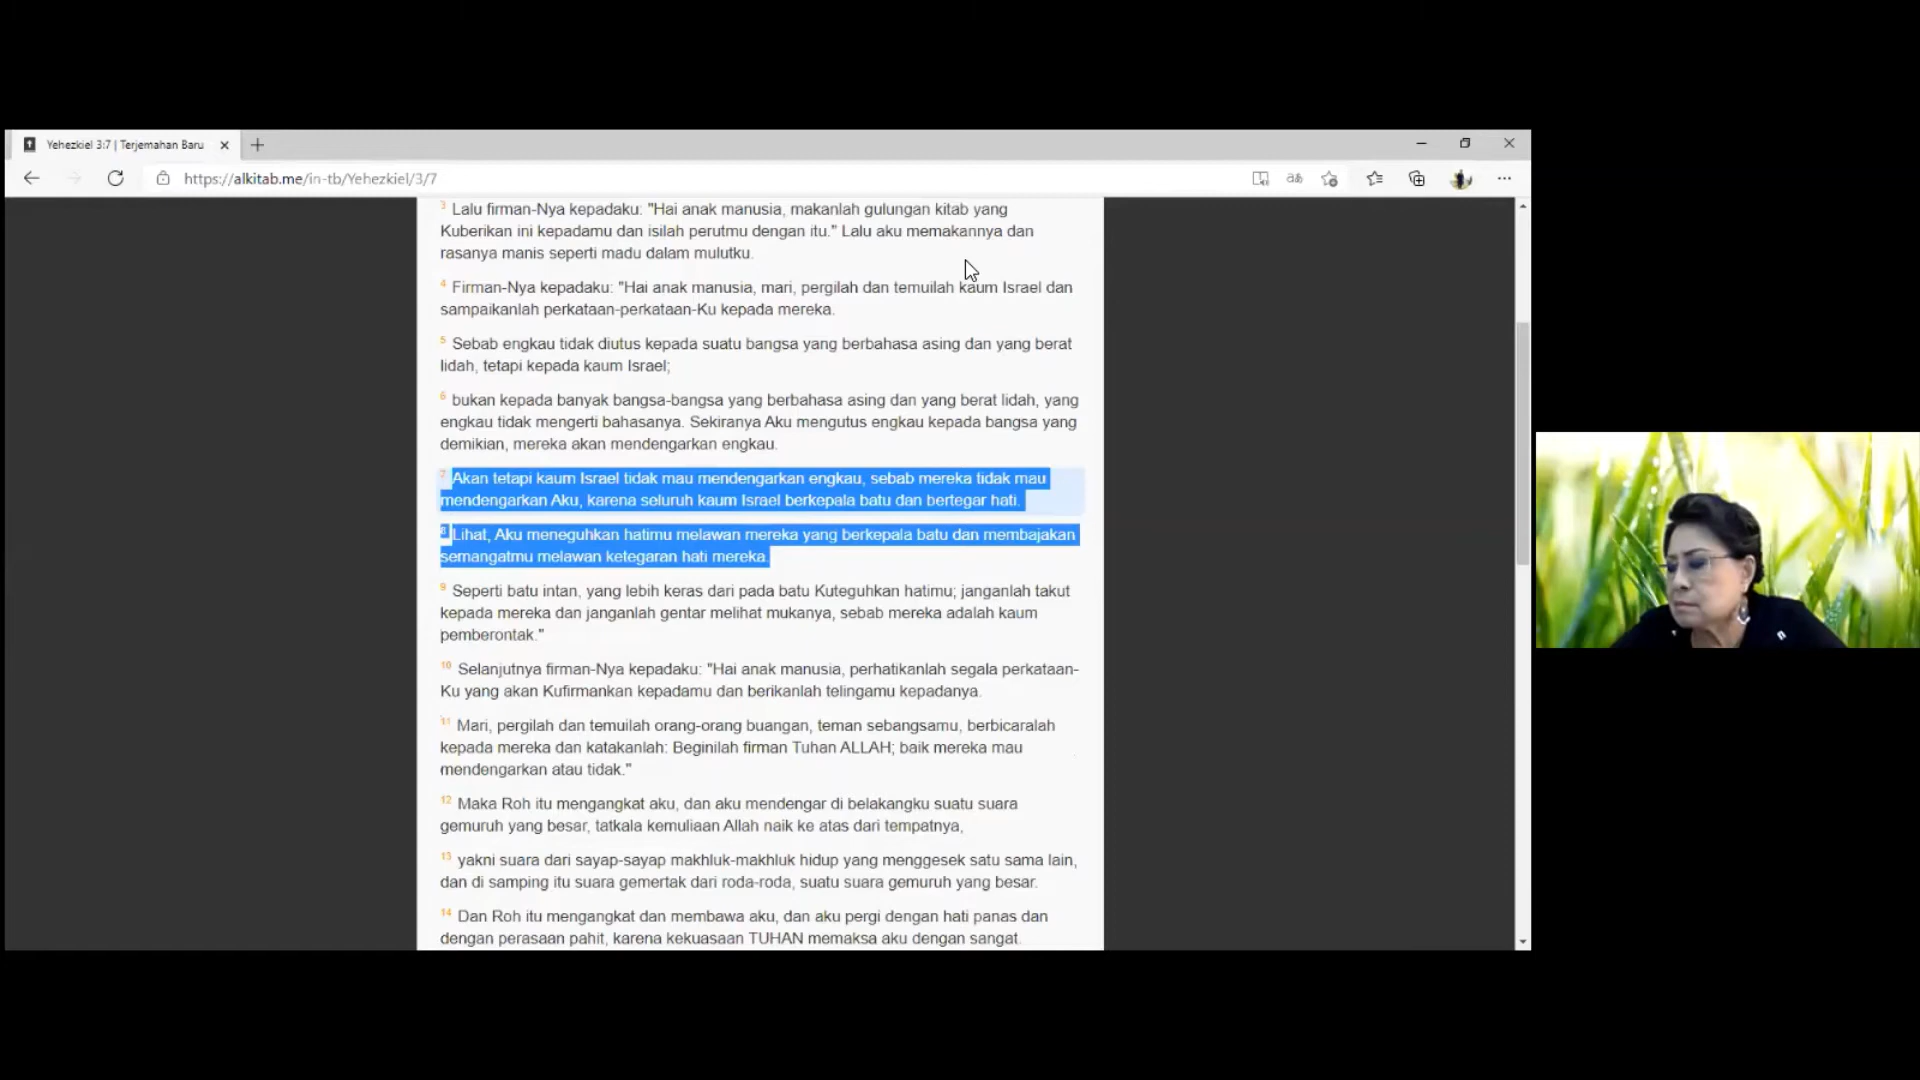 Yehezkiel 3:7 | Terjemahan Baru
https://alkitab.me/in-tb/Yehezkiel/3/7
3 Lalu firman-Nya kepadaku: "Hai anak manusia, makanlah gulungan kitab yang
Kuberikan ini kepadamu dan isilah perutmu dengan itu." Lalu aku memakannya dan
rasanya manis seperti madu dalam mulutku.
4 Firman-Nya kepadaku: "Hai anak manusia, mari, pergilah dan temuilah kaum Israel dan
sampaikanlah perkataan-perkataan-Ku kepada mereka.
5 Sebab engkau tidak diutus kepada suatu bangsa yang berbahasa asing dan yang berat
lidah, tetapi kepada kaum Israel;
6 bukan kepada banyak bangsa-bangsa yang berbahasa asing dan yang berat lidah, yang
engkau tidak mengerti bahasanya. Sekiranya Aku mengutus engkau kepada bangsa yang
demikian, mereka akan mendengarkan engkau.
7 Akan tetapi kaum Israel tidak mau mendengarkan engkau, sebab mereka tidak mau
mendengarkan Aku, karena seluruh kaum Israel berkepala batu dan bertegar hati.
8 Lihat, Aku meneguhkan hatimu melawan mereka yang berkepala batu dan membajakan
semangatmu melawan ketegaran hati mereka.
9 Seperti batu intan, yang lebih keras dari pada batu Kuteguhkan hatimu; janganlah takut
kepada mereka dan janganlah gentar melihat mukanya, sebab mereka adalah kaum
pemberontak."
10 Selanjutnya firman-Nya kepadaku: "Hai anak manusia, perhatikanlah segala perkataan-
Ku yang akan Kufirmankan kepadamu dan berikanlah telingamu kepadanya.
11 Mari, pergilah dan temuilah orang-orang buangan, teman sebangsamu, berbicaralah
kepada mereka dan katakanlah: Beginilah firman Tuhan ALLAH; baik mereka mau
mendengarkan atau tidak."
12 Maka Roh itu mengangkat aku, dan aku mendengar di belakangku suatu suara
gemuruh yang besar, tatkala kemuliaan Allah naik ke atas dari tempatnya,
13 yakni suara dari sayap-sayap makhluk-makhluk hidup yang menggesek satu sama lain,
dan di samping itu suara gemertak dari roda-roda, suatu suara gemuruh yang besar.
14 Dan Roh itu mengangkat dan membawa aku, dan aku pergi dengan hati panas dan
dengan perasaan pahit, karena kekuasaan TUHAN memaksa aku dengan sangat.